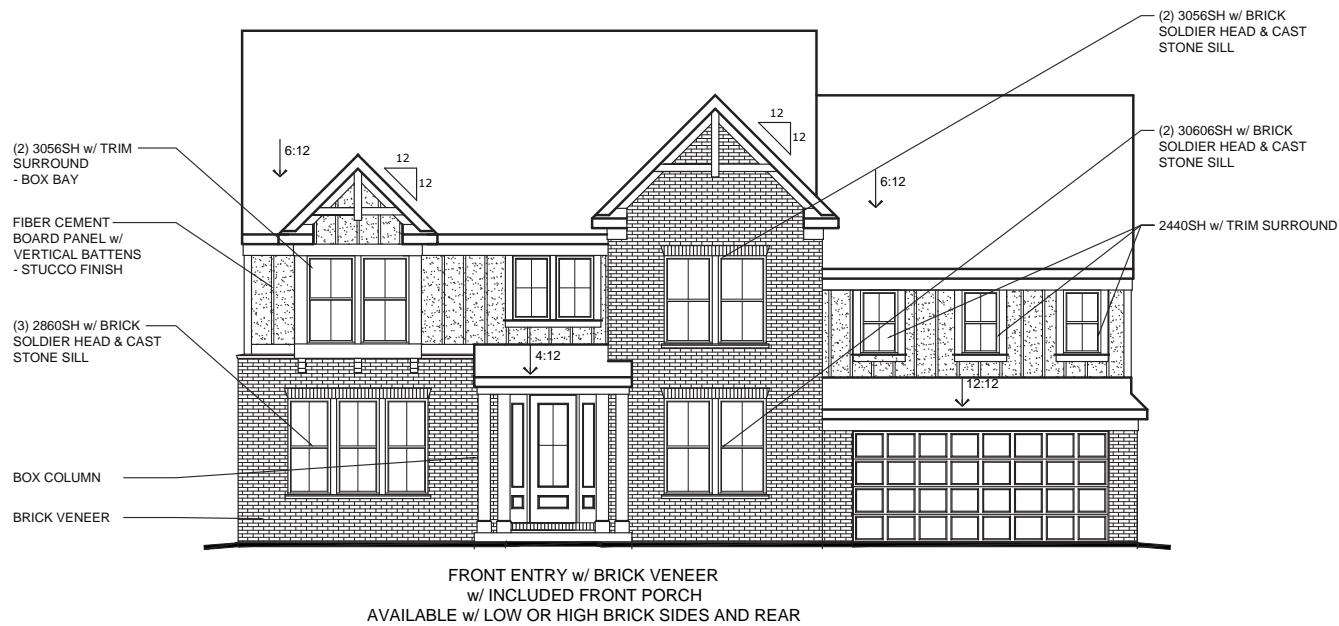 (2) 3056SH w/ BRICK
SOLDIER HEAD & CAST
STONE SILL
12
12
(2) 3056SH w/ TRIM
SURROUND
- BOX BAY
6:12
12
12
(2) 30606SH w/ BRICK
SOLDIER HEAD & CAST
STONE SILL
6:12
FIBER CEMENT
BOARD PANEL w/
VERTICAL BATTENS
- STUCCO FINISH
2440SH w/ TRIM SURROUND
(3) 2860SH w/ BRICK
SOLDIER HEAD & CAST
STONE SILL
4:12
12:12
BOX COLUMN
BRICK VENEER
FRONT ENTRY w/ BRICK VENEER
w/ INCLUDED FRONT PORCH
AVAILABLE w/ LOW OR HIGH BRICK SIDES AND REAR